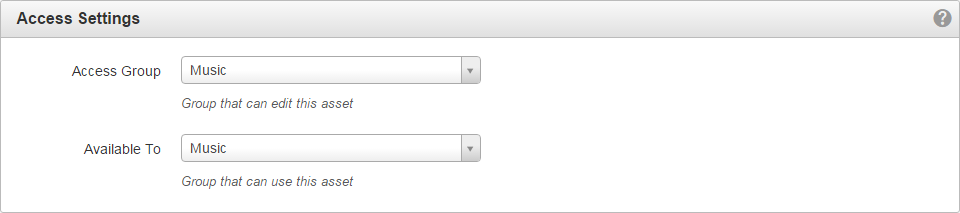 Access Settings
?
Access Group Music
Group that can edit this asset
Available To Music
Group that can use this asset